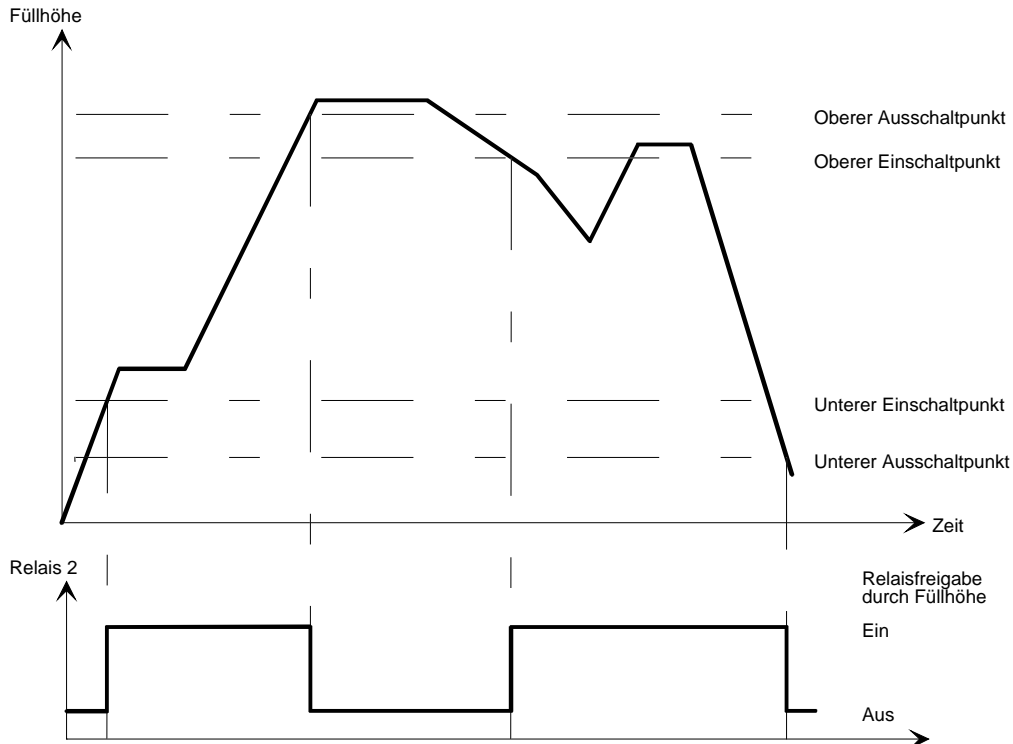 Füllhöhe
Oberer Ausschaltpunkt
Oberer Einschaltpunkt
Unterer Einschaltpunkt
Unterer Ausschaltpunkt
Zeit
Relais 2
Relaisfreigabe
durch Füllhöhe
Ein
Aus